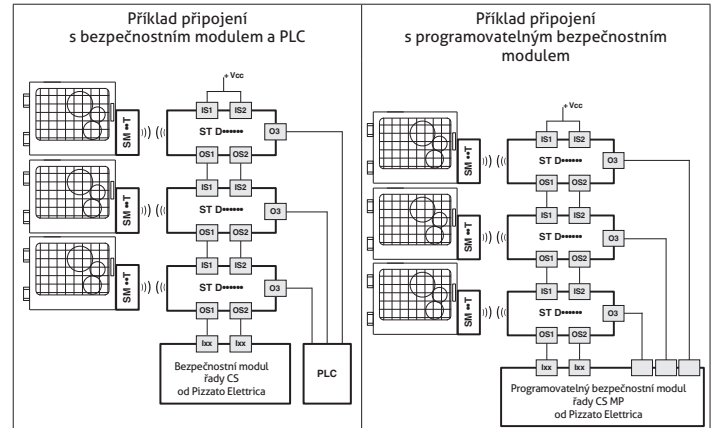 Příklad připojení
s bezpečnostním modulem a PLC
+ Vcc
IS1 IS2
SM ••T ST D•••••• O3
OS1 OS2
IS1 IS2
SM ••T ST D•••••• O3
OS1 OS2
IS1 IS2
SM ••T ST D•••••• O3
OS1 OS2
Ixx Ixx
Bezpečnostní modul
řady CS
od Pizzato Elettrica
PLC
Příklad připojení
s programovatelným bezpečnostním
modulem
+ Vcc
IS1 IS2
SM ••T ST D•••••• O3
OS1 OS2
IS1 IS2
SM ••T ST D•••••• O3
OS1 OS2
IS1 IS2
SM ••T ST D•••••• O3
OS1 OS2
Ixx Ixx
Programovatelný bezpečnostní modul
řady CS MP
od Pizzato Elettrica